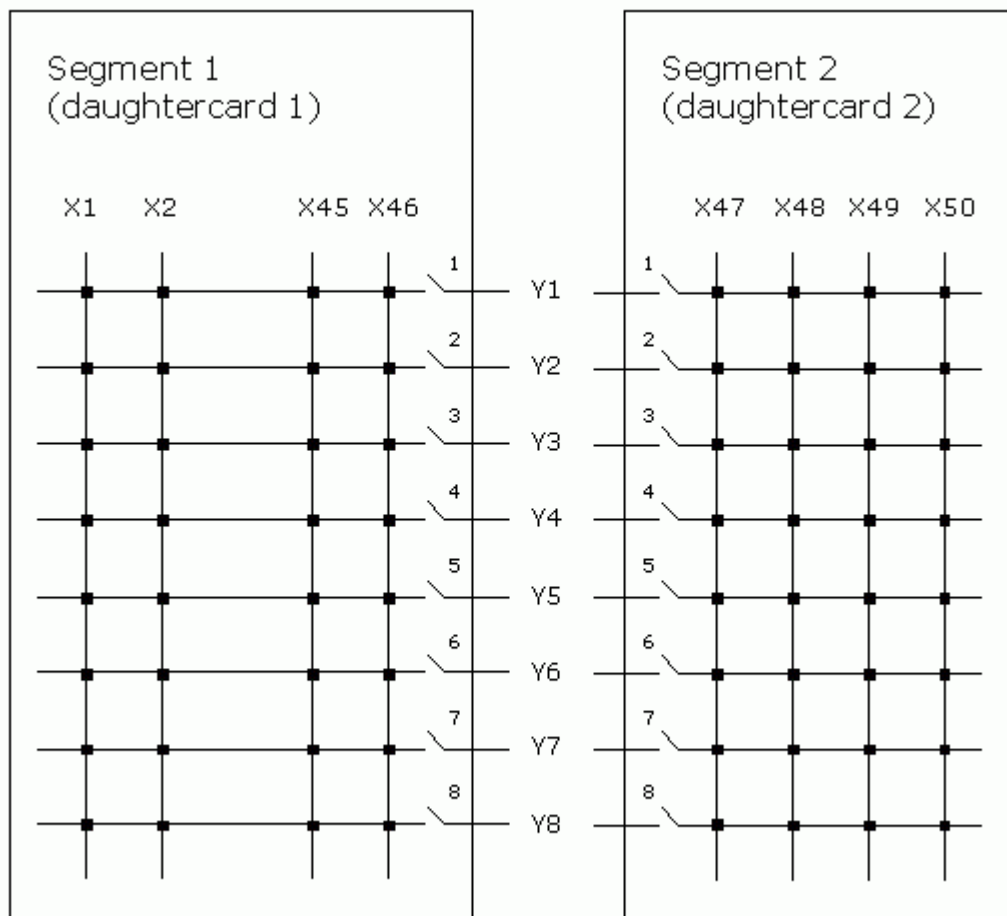 Segment 1
(daughtercard 1)
Segment 2
(daughtercard 2)
X1 X2 X45 X46
X47 X48 X49 X50
1 Y1 1
2 Y2 2
3 Y3 3
4 Y4 4
5 Y5 5
6 Y6 6
7 Y7 7
8 Y8 8